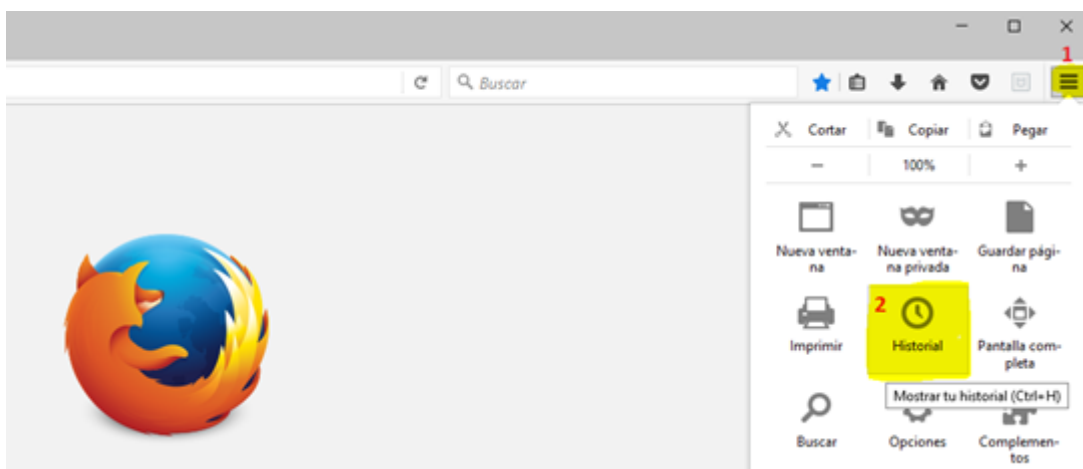 1
Buscar
Cortar Copiar Pegar
− 100% +
Nueva venta- Nueva venta- Guardar pági-
na na privada na
2
Imprimir Historial Pantalla com-
pleta
Mostrar tu historial (Ctrl+H)
Buscar Opciones Complemen-
tos